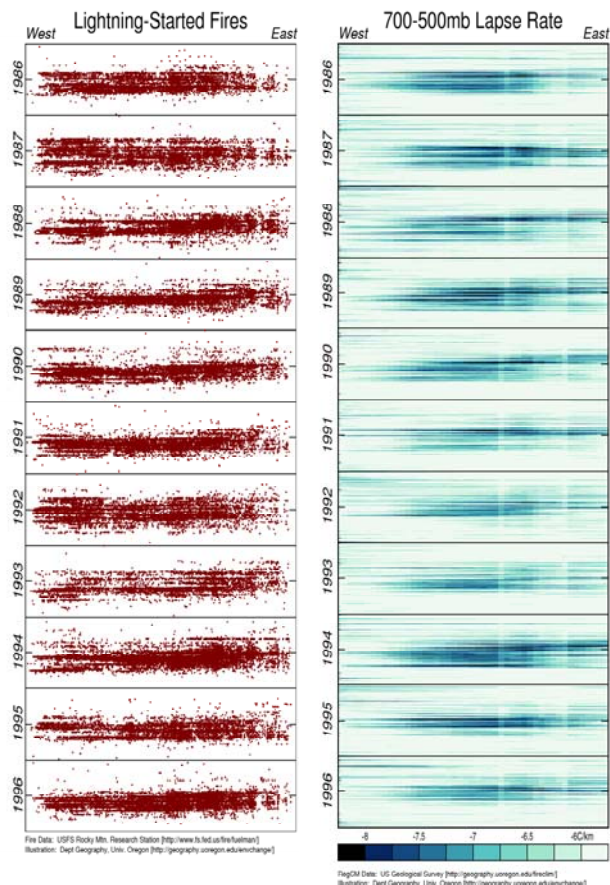 Lightning-Started Fires
West East
1986
1987
1988
1989
1990
1991
1992
1993
1994
1995
1996
Fire Data: USFS Rocky Mtn. Research Station [http://www.fs.fed.us/fire/fuelman/]
Illustration: Dept Geography, Univ. Oregon [http://geography.uoregon.edu/envchange/]
700-500mb Lapse Rate
West East
1986
1987
1988
1989
1990
1991
1992
1993
1994
1995
1996
-8 -7.5 -7 -6.5 -6C/km
RegCM Data: US Geological Survey [http://geography.uoregon.edu/fireclim/]
Illustration: Dept Geography, Univ. Oregon [http://geography.uoregon.edu/envchange/]